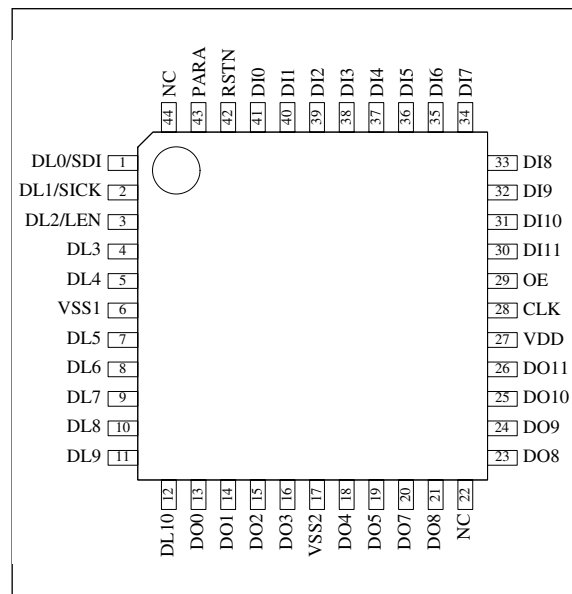 NC PARA RSTN DI0 DI1 DI2 DI3 DI4 DI5 DI6 DI7
44 43 42 41 40 39 38 37 36 35 34
DL0/SDI 1 33 DI8
DL1/SICK 2 32 DI9
DL2/LEN 3 31 DI10
DL3 4 30 DI11
DL4 5 29 OE
VSS1 6 28 CLK
DL5 7 27 VDD
DL6 8 26 DO11
DL7 9 25 DO10
DL8 10 24 DO9
DL9 11 23 DO8
12 13 14 15 16 17 18 19 20 21 22
DL10 DO0 DO1 DO2 DO3 VSS2 DO4 DO5 DO7 DO8 NC